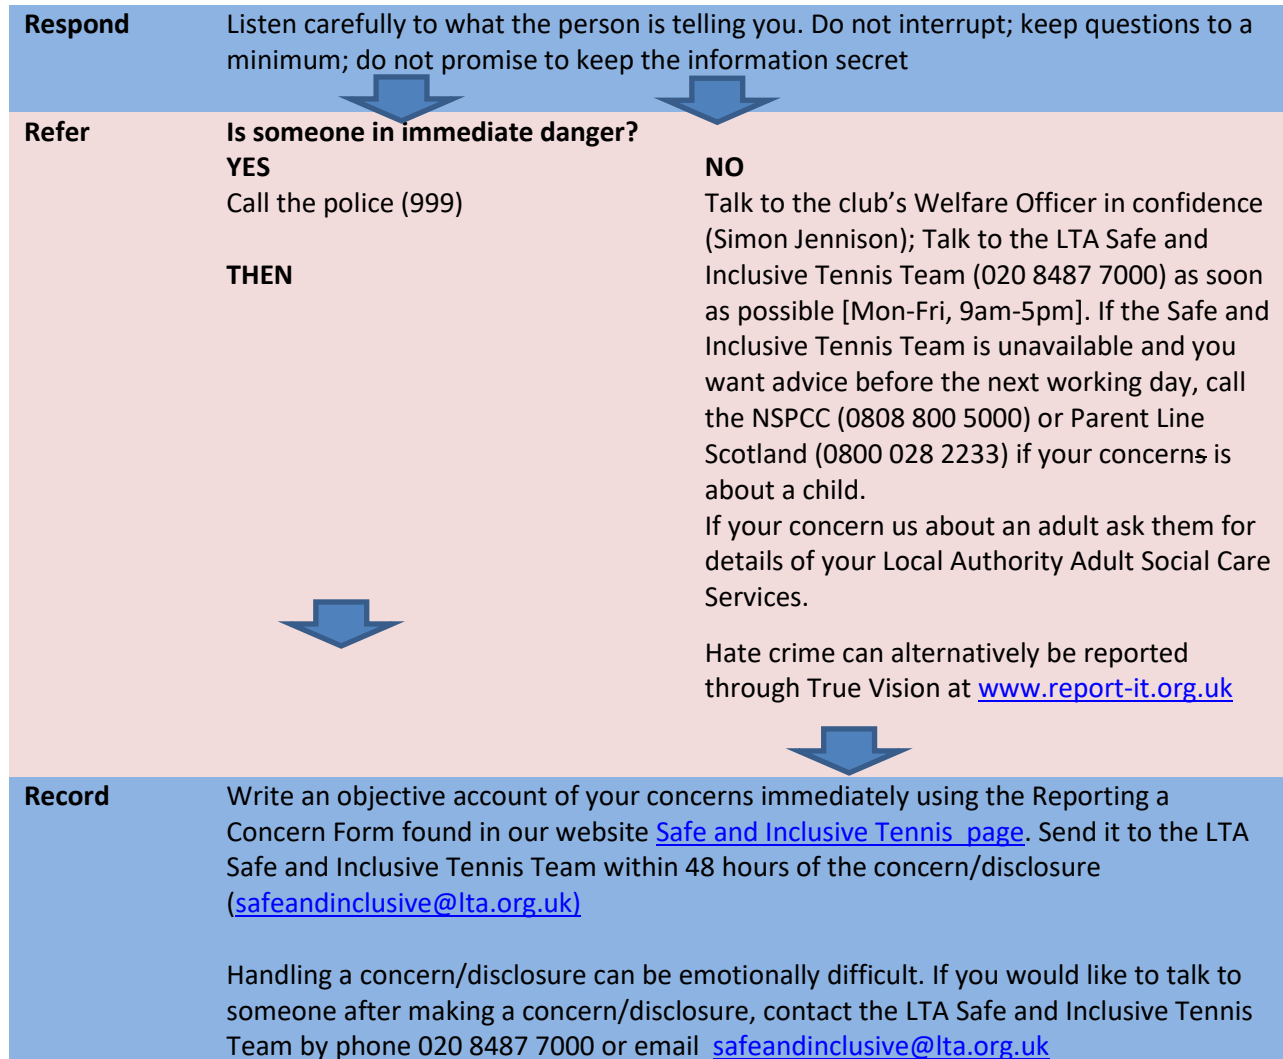 Respond
Listen carefully to what the person is telling you. Do not interrupt; keep questions to a
minimum; do not promise to keep the information secret
Refer
Is someone in immediate danger?
YES
Call the police (999)
THEN
NO
Talk to the club’s Welfare Officer in confidence
(Simon Jennison); Talk to the LTA Safe and
Inclusive Tennis Team (020 8487 7000) as soon
as possible [Mon-Fri, 9am-5pm]. If the Safe and
Inclusive Tennis Team is unavailable and you
want advice before the next working day, call
the NSPCC (0808 800 5000) or Parent Line
Scotland (0800 028 2233) if your concerns is
about a child.
If your concern us about an adult ask them for
details of your Local Authority Adult Social Care
Services.
Hate crime can alternatively be reported
through True Vision at www.report-it.org.uk
Record
Write an objective account of your concerns immediately using the Reporting a
Concern Form found in our website Safe and Inclusive Tennis  page. Send it to the LTA
Safe and Inclusive Tennis Team within 48 hours of the concern/disclosure
(safeandinclusive@lta.org.uk)
Handling a concern/disclosure can be emotionally difficult. If you would like to talk to
someone after making a concern/disclosure, contact the LTA Safe and Inclusive Tennis
Team by phone 020 8487 7000 or email  safeandinclusive@lta.org.uk